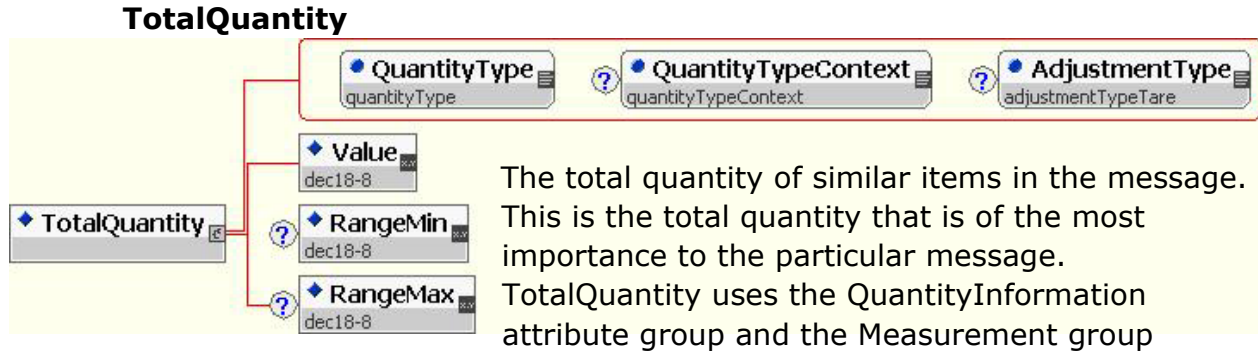 TotalQuantity
QuantityType
quantityType
? QuantityTypeContext
quantityTypeContext
? AdjustmentType
adjustmentTypeTare
Value
dec18-8
TotalQuantity
? RangeMin
dec18-8
? RangeMax
dec18-8
The total quantity of similar items in the message.
This is the total quantity that is of the most
importance to the particular message.
TotalQuantity uses the QuantityInformation
attribute group and the Measurement group